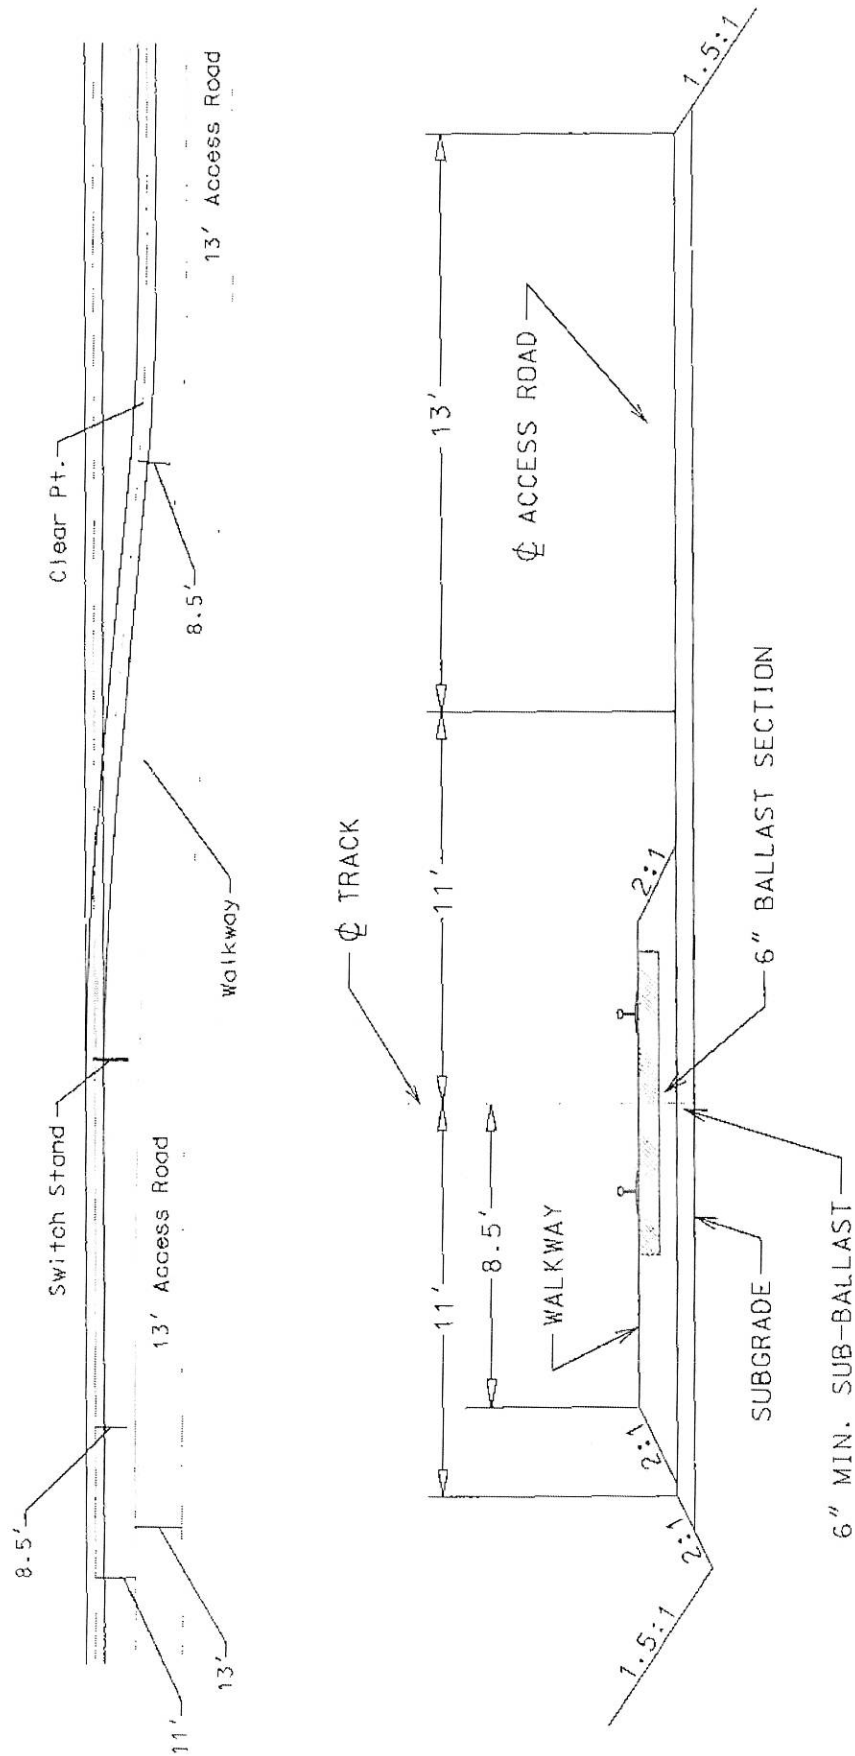 8.5'
11'
13'
Switch Stand
13' Access Road
Walkway
8.5'
Clear Pt.
13' Access Road
℄ TRACK
11'
11'
13'
8.5'
WALKWAY
℄ ACCESS ROAD
1.5:1
2:1
2:1
2:1
1.5:1
SUBGRADE
6" MIN. SUB-BALLAST
6" BALLAST SECTION